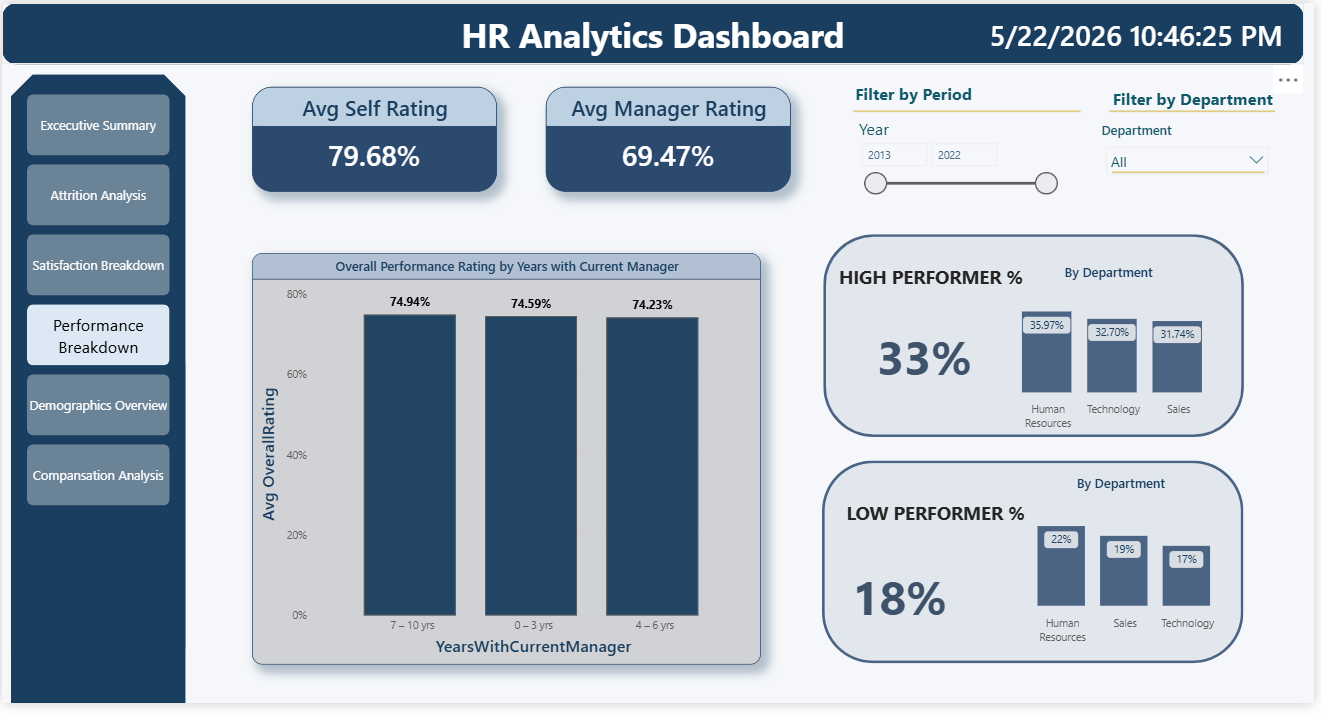 HR Analytics Dashboard
5/22/2026 10:46:25 PM
Excecutive Summary
Attrition Analysis
Satisfaction Breakdown
Performance
Breakdown
Demographics Overview
Compansation Analysis
Avg Self Rating
79.68%
Avg Manager Rating
69.47%
Filter by Period
Year
2013
2022
Filter by Department
Department
All
Overall Performance Rating by Years with Current Manager
Avg OverallRating
80%
60%
40%
20%
0%
74.94%
74.59%
74.23%
7 – 10 yrs
0 – 3 yrs
4 – 6 yrs
YearsWithCurrentManager
HIGH PERFORMER %
33%
By Department
35.97%
32.70%
31.74%
Human
Resources
Technology
Sales
LOW PERFORMER %
18%
By Department
22%
19%
17%
Human
Resources
Sales
Technology